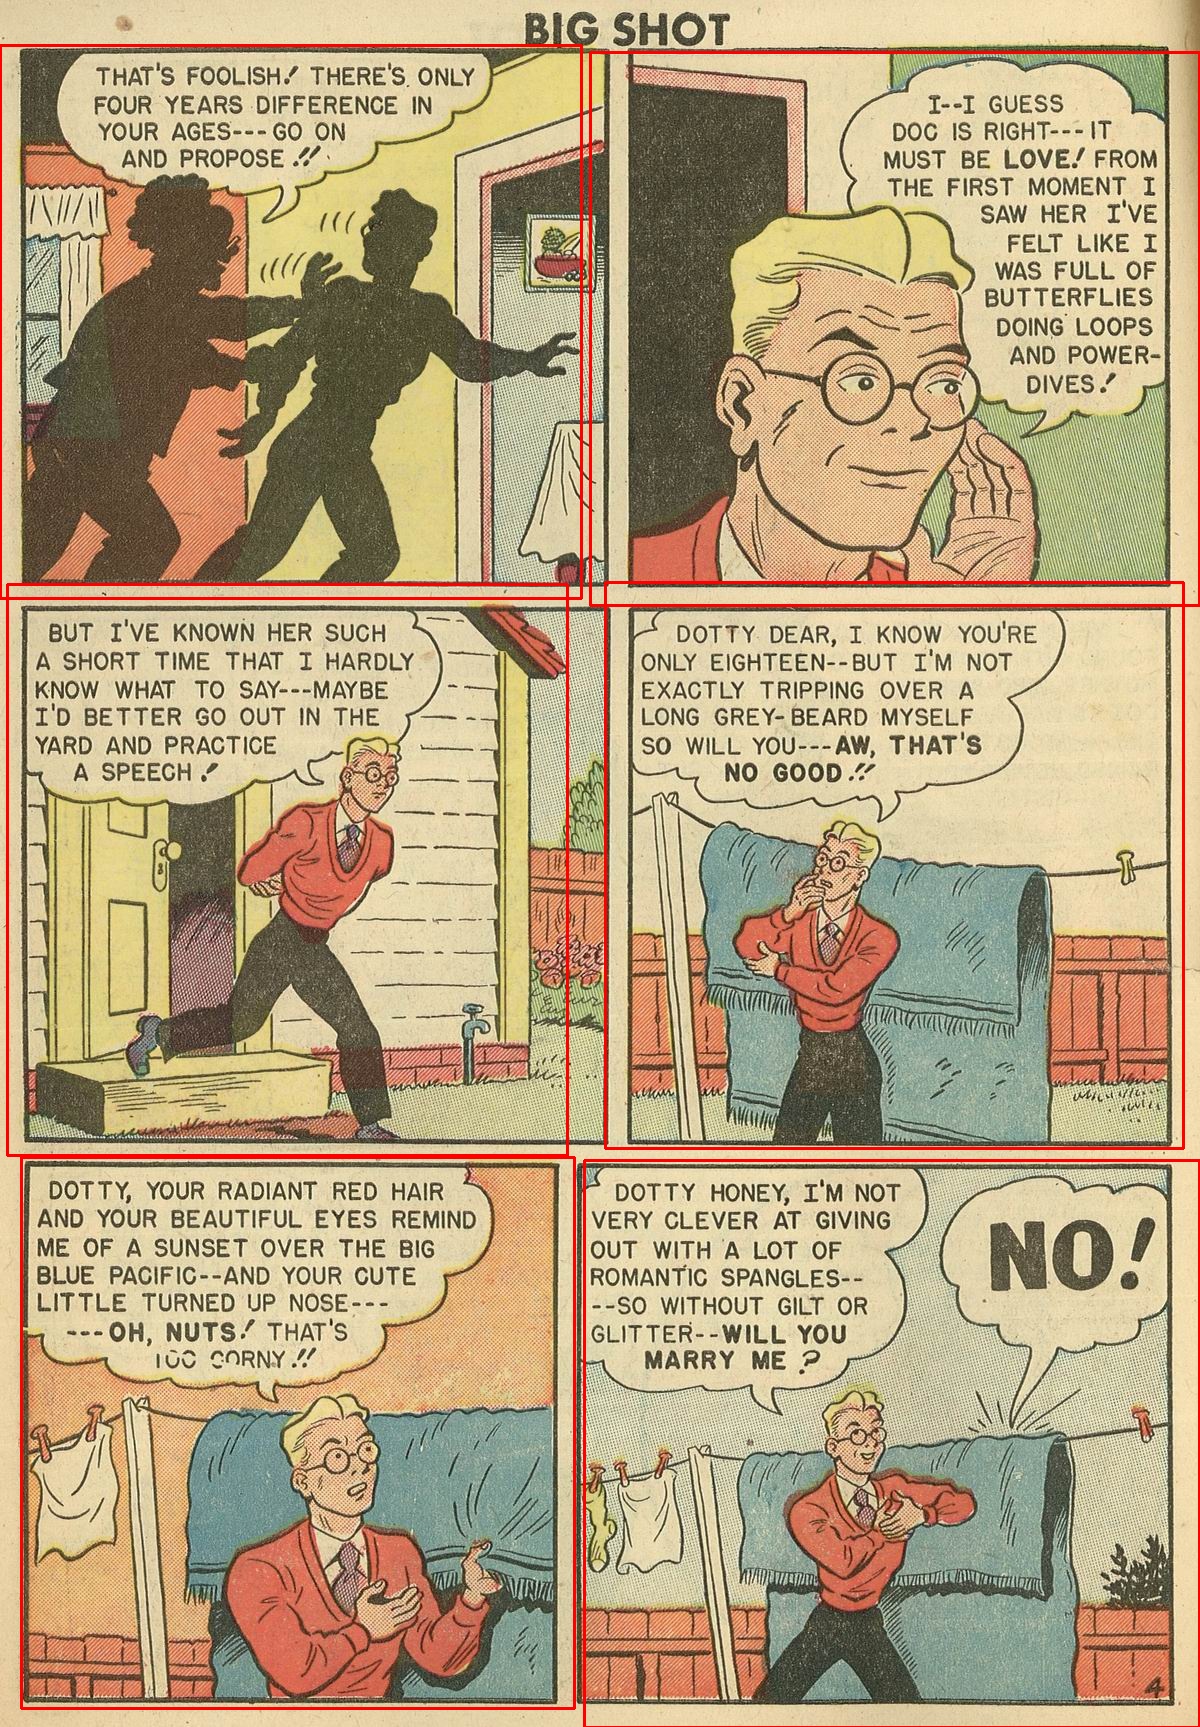 BIG SHOT
THAT'S FOOLISH! THERE'S ONLY
FOUR YEARS DIFFERENCE IN
YOUR AGES---GO ON
AND PROPOSE!!
I--I GUESS
DOC IS RIGHT---IT
MUST BE LOVE! FROM
THE FIRST MOMENT I
SAW HER I'VE
FELT LIKE I
WAS FULL OF
BUTTERFLIES
DOING LOOPS
AND POWER-
DIVES!
BUT I'VE KNOWN HER SUCH
A SHORT TIME THAT I HARDLY
KNOW WHAT TO SAY---MAYBE
I'D BETTER GO OUT IN THE
YARD AND PRACTICE
A SPEECH!
DOTTY DEAR, I KNOW YOU'RE
ONLY EIGHTEEN--BUT I'M NOT
EXACTLY TRIPPING OVER A
LONG GREY-BEARD MYSELF
SO WILL YOU---AW, THAT'S
NO GOOD!!
DOTTY, YOUR RADIANT RED HAIR
AND YOUR BEAUTIFUL EYES REMIND
ME OF A SUNSET OVER THE BIG
BLUE PACIFIC--AND YOUR CUTE
LITTLE TURNED UP NOSE---
---OH, NUTS! THAT'S
TOO CORNY!!
DOTTY HONEY, I'M NOT
VERY CLEVER AT GIVING
OUT WITH A LOT OF
ROMANTIC SPANGLES--
--SO WITHOUT GILT OR
GLITTER--WILL YOU
MARRY ME?
NO!
4